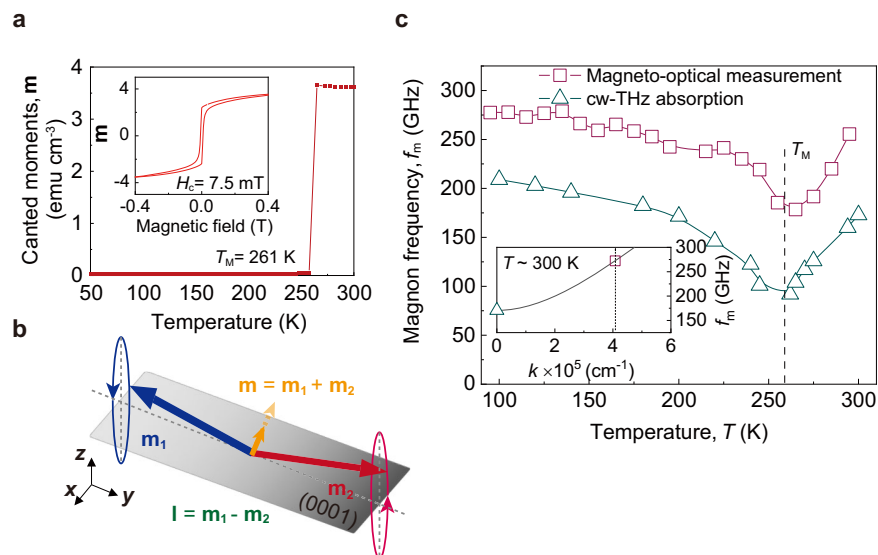 a
Canted moments, m
(emu cm-3)
4
3
2
1
0
m
4
0
-4
Hc = 7.5 mT
-0.4 0.0 0.4
Magnetic field (T)
TM = 261 K
50 100 150 200 250 300
Temperature (K)
b
m = m1 + m2
m1
m2
(0001)
l = m1 - m2
z
x
y
c
Magneto-optical measurement
cw-THz absorption
Magnon frequency, fm (GHz)
300
250
200
150
100
50
0
TM
T ~ 300 K
300
250
200
150
fm (GHz)
0 2 4 6
k ×10^5 (cm-1)
100 150 200 250 300
Temperature, T (K)